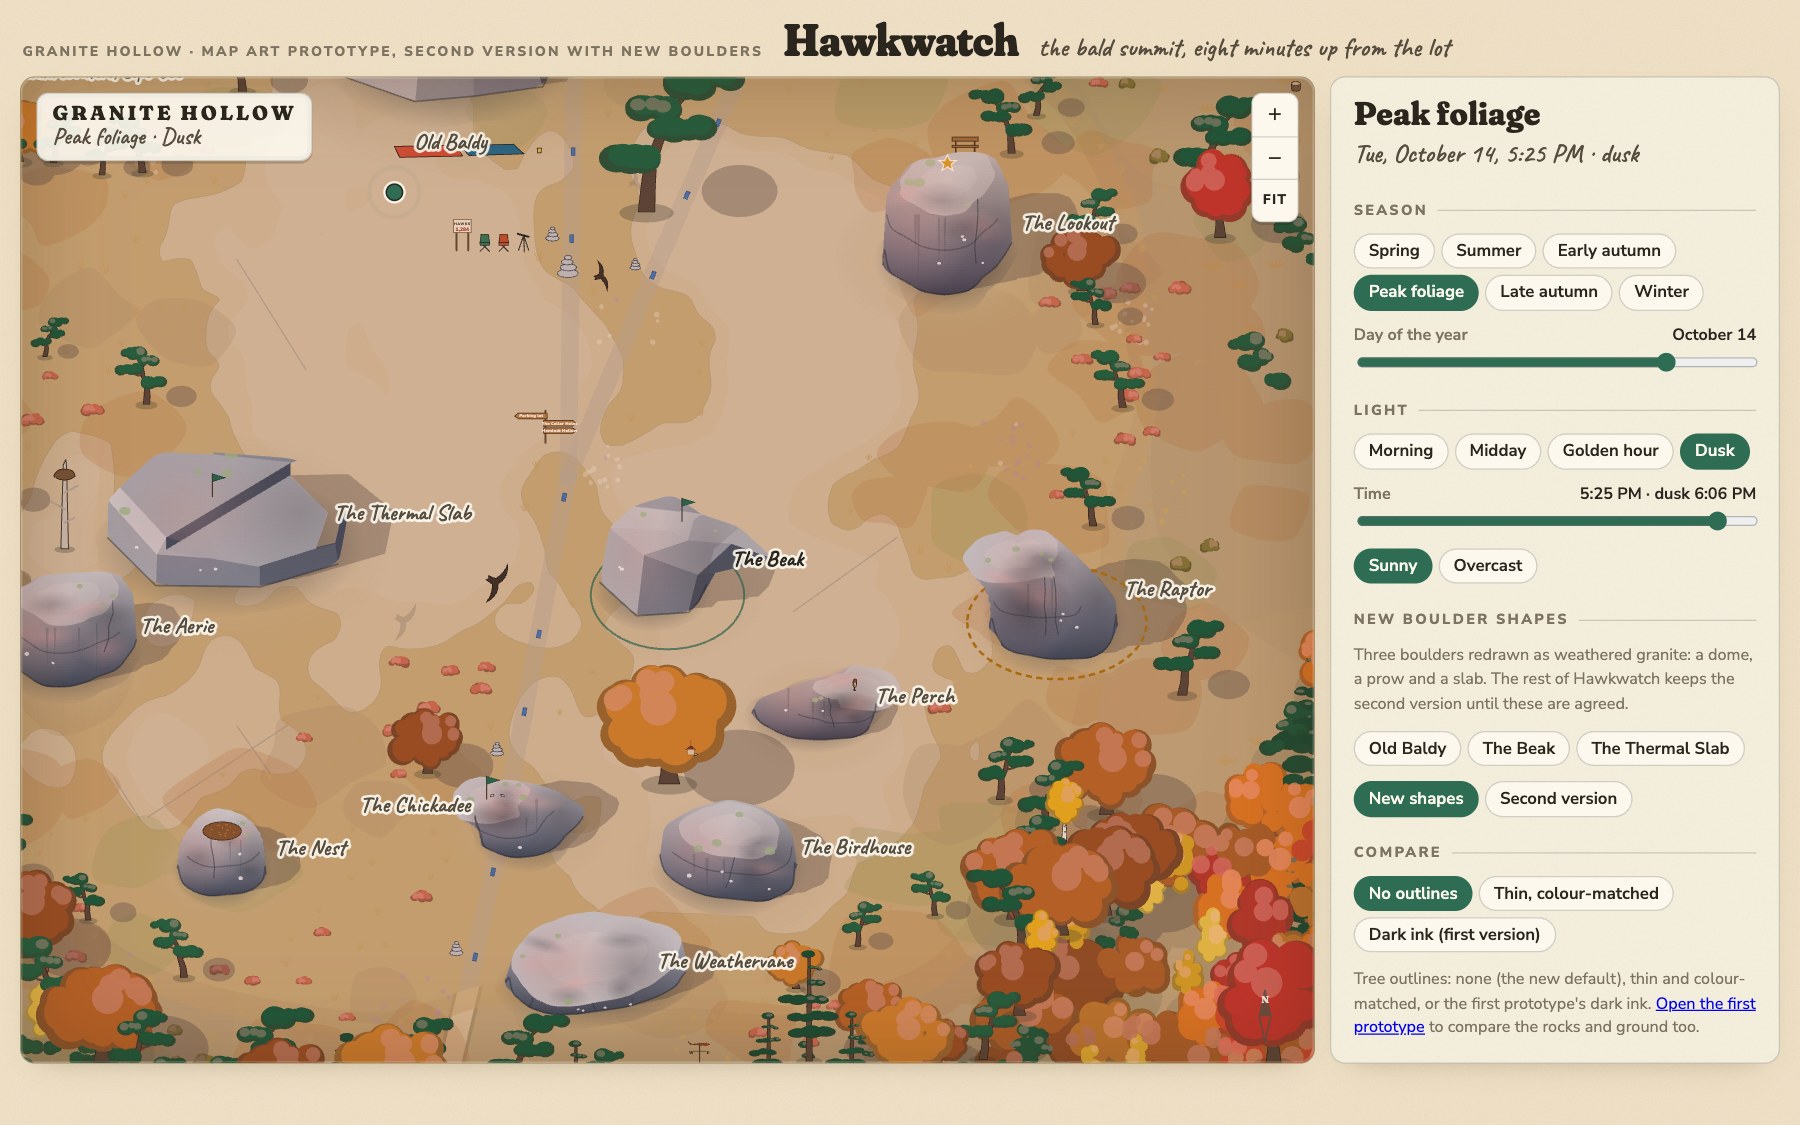 GRANITE HOLLOW · MAP ART PROTOTYPE, SECOND VERSION WITH NEW BOULDERS
Hawkwatch
the bald summit, eight minutes up from the lot
GRANITE HOLLOW
Peak foliage · Dusk
Old Baldy
The Lookout
+
−
FIT
HAWKS
Parking lot
The Thermal Slab
The Beak
The Raptor
The Aerie
The Perch
The Chickadee
The Nest
The Birdhouse
The Weathervane
N
Peak foliage
Tue, October 14, 5:25 PM · dusk
SEASON
Spring
Summer
Early autumn
Peak foliage
Late autumn
Winter
Day of the year
October 14
LIGHT
Morning
Midday
Golden hour
Dusk
Time
5:25 PM · dusk 6:06 PM
Sunny
Overcast
NEW BOULDER SHAPES
Three boulders redrawn as weathered granite: a dome,
a prow and a slab. The rest of Hawkwatch keeps the
second version until these are agreed.
Old Baldy
The Beak
The Thermal Slab
New shapes
Second version
COMPARE
No outlines
Thin, colour-matched
Dark ink (first version)
Tree outlines: none (the new default), thin and colour-
matched, or the first prototype's dark ink. Open the first
prototype to compare the rocks and ground too.